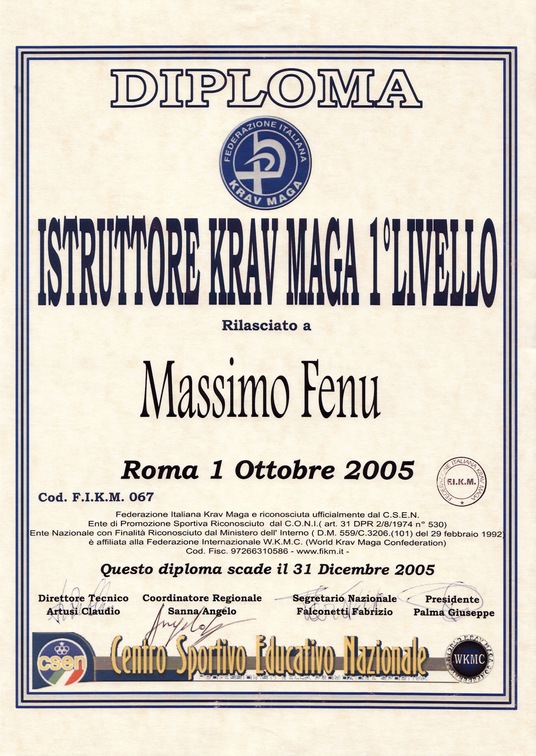 DIPLOMA
FEDERAZIONE ITALIANA
KRAV MAGA
ISTRUTTORE KRAV MAGA 1° LIVELLO
Rilasciato a
Massimo Fenu
Roma 1 Ottobre 2005
F.I.K.M.
Cod. F.I.K.M. 067
Federazione Italiana Krav Maga e riconosciuta ufficialmente dal C.S.E.N.
Ente di Promozione Sportiva Riconosciuto dal C.O.N.I.( art. 31 DPR 2/8/1974 n° 530)
Ente Nazionale con Finalità Riconosciuto dal Ministero dell' Interno ( D.M. 559/C.3206.(101) del 29 febbraio 1992
è affiliata alla Federazione Internazionale W.K.M.C. (World Krav Maga Confederation)
Cod. Fisc. 97266310586 - www.fikm.it -
Questo diploma scade il 31 Dicembre 2005
Direttore Tecnico Coordinatore Regionale Segretario Nazionale Presidente
Artusi Claudio Sanna Angelo Falconetti Fabrizio Palma Giuseppe
csen Centro Sportivo Educativo Nazionale WKMC